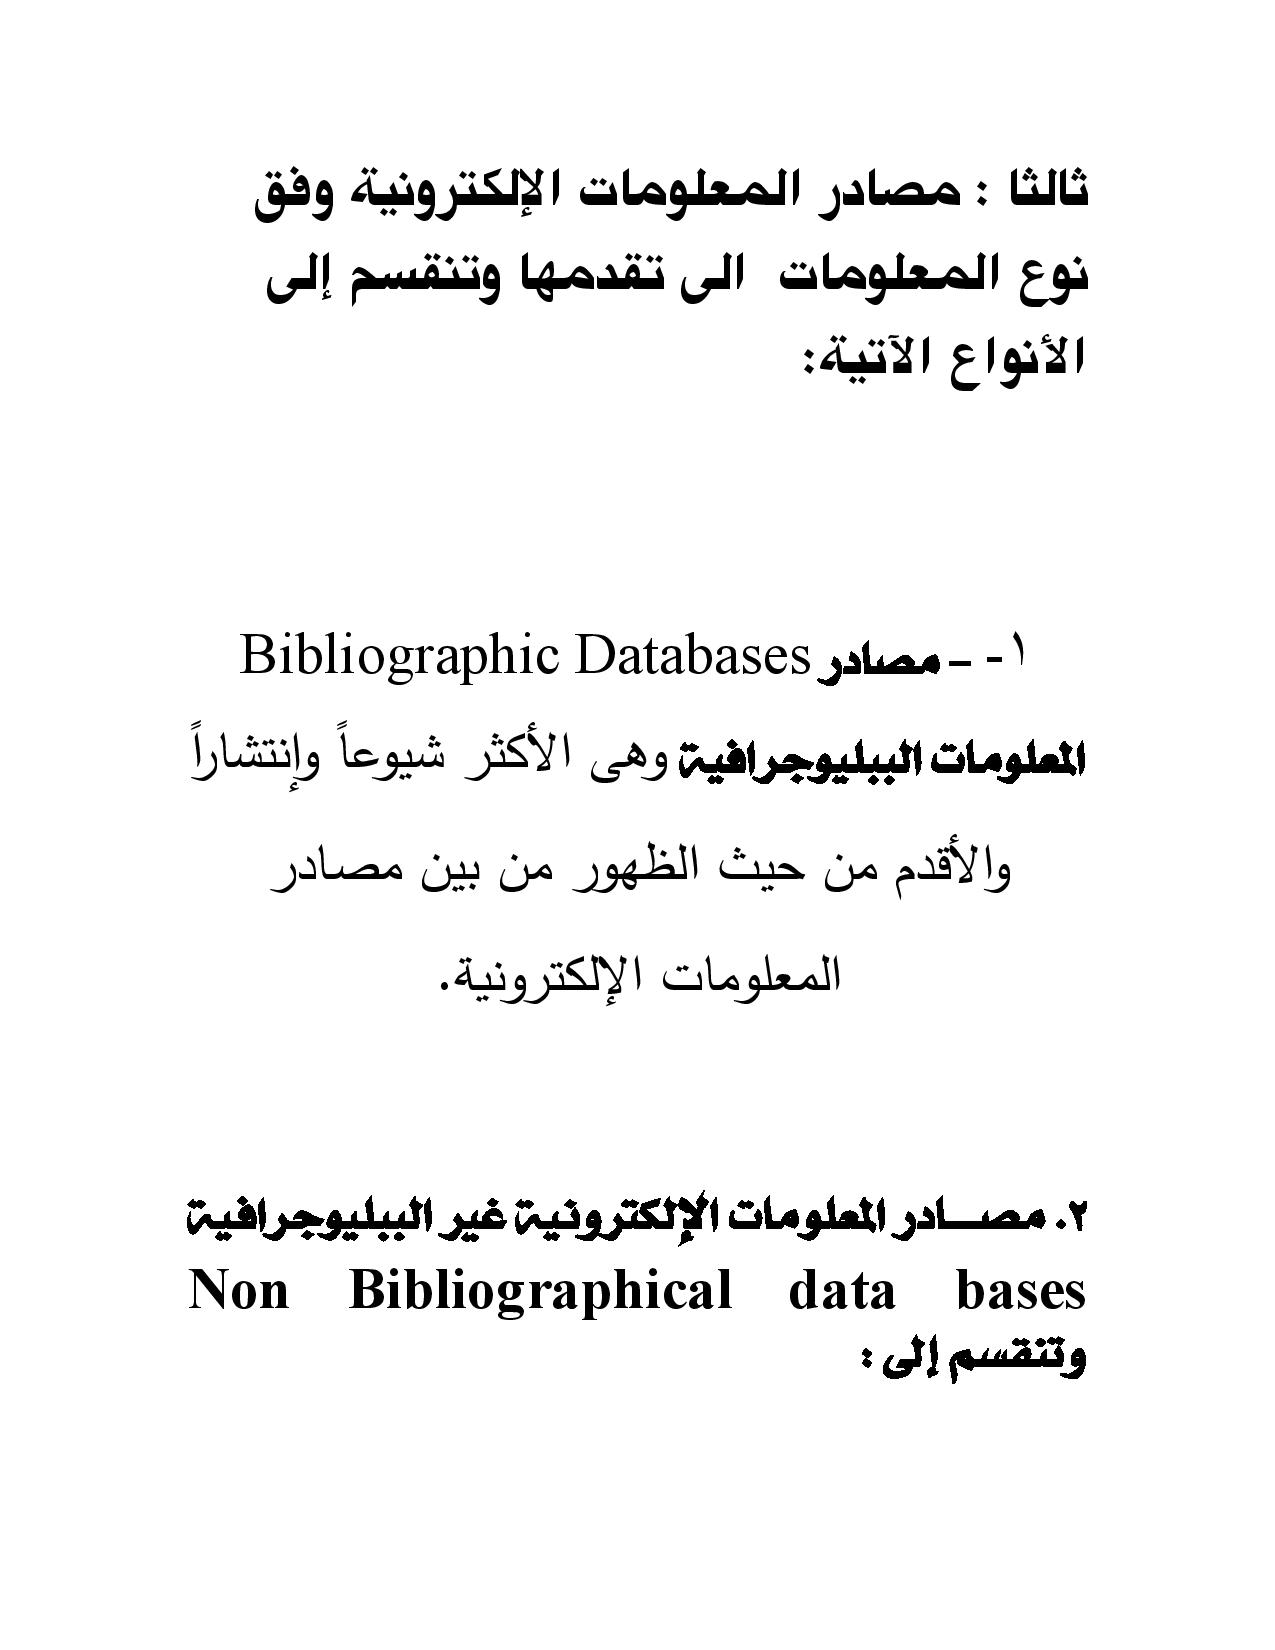 ثالثا : مصادر المعلومات الإلكترونية وفق
نوع المعلومات الى تقدمها وتنقسم إلى
الأنواع الآتية:
١- – مصادر Bibliographic Databases
المعلومات الببليوجرافية وهى الأكثر شيوعاً وإنتشاراً
والأقدم من حيث الظهور من بين مصادر
المعلومات الإلكترونية.
٢. مصـــادر المعلومات الإلكترونية غير الببليوجرافية
Non Bibliographical data bases
وتنقسم إلى :